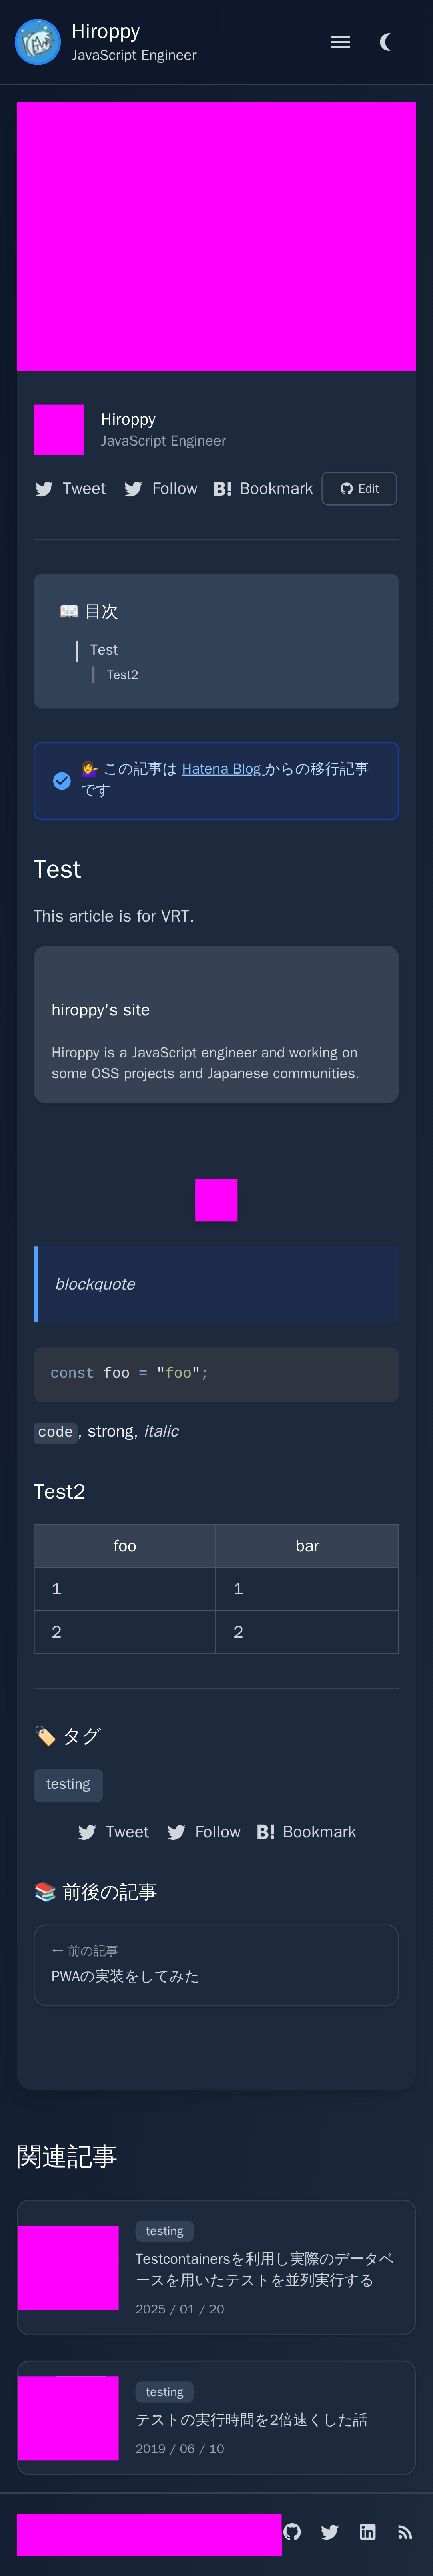 Hiroppy
JavaScript Engineer
Hiroppy
JavaScript Engineer
Tweet Follow B! Bookmark Edit
📖 目次
Test
Test2
💁‍♀️ この記事は Hatena Blog からの移行記事
です
Test
This article is for VRT.
hiroppy's site
Hiroppy is a JavaScript engineer and working on
some OSS projects and Japanese communities.
blockquote
const foo = "foo";
code, strong, italic
Test2
foo bar
1 1
2 2
🏷️ タグ
testing
Tweet Follow B! Bookmark
📚 前後の記事
← 前の記事
PWAの実装をしてみた
関連記事
testing
Testcontainersを利用し実際のデータベ
ースを用いたテストを並列実行する
2025 / 01 / 20
testing
テストの実行時間を2倍速くした話
2019 / 06 / 10